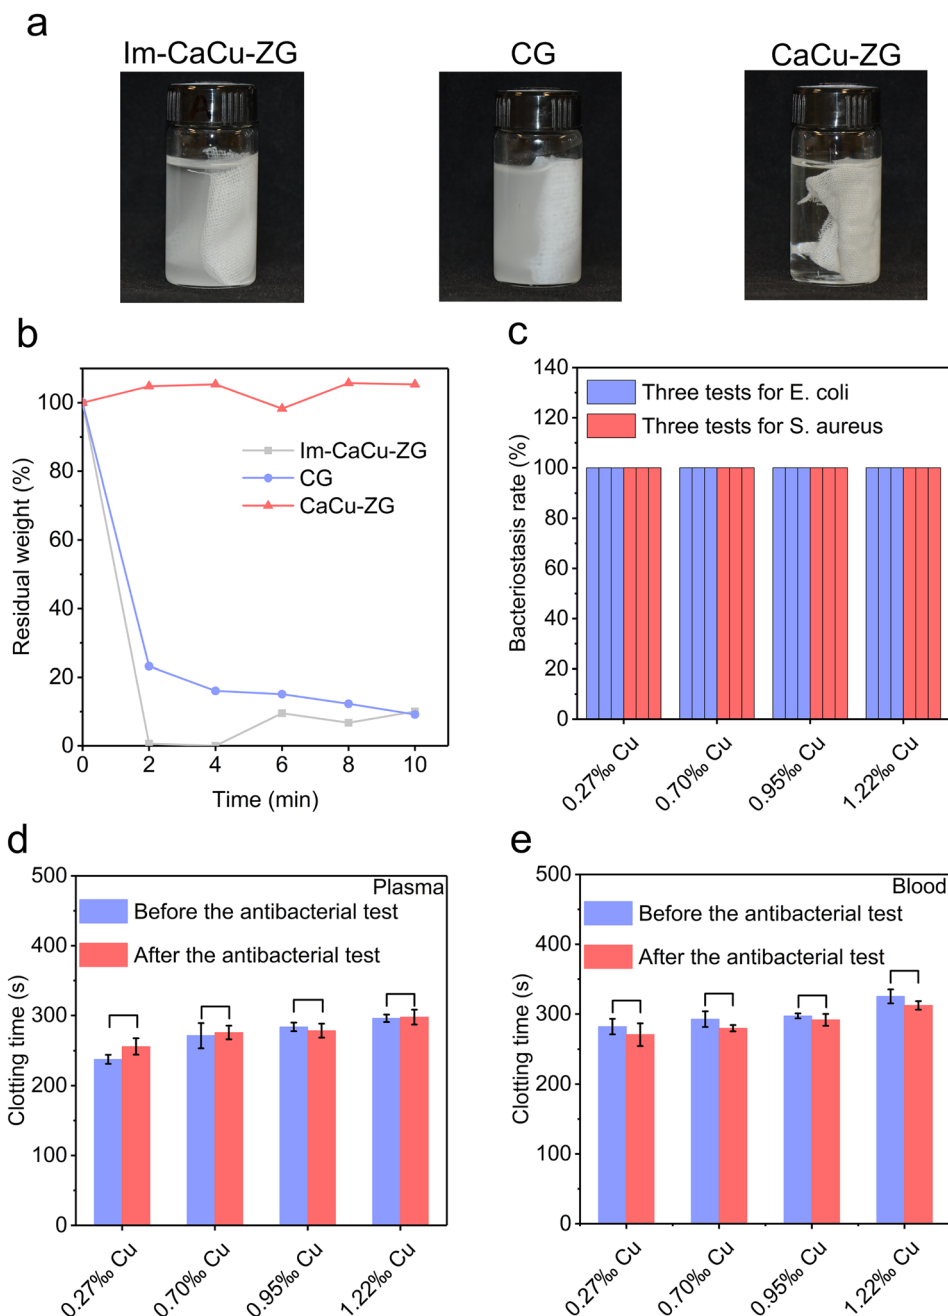 a
Im-CaCu-ZG
CG
CaCu-ZG
b
Residual weight (%)
100
80
60
40
20
0
Im-CaCu-ZG
CG
CaCu-ZG
0 2 4 6 8 10
Time (min)
c
Bacteriostasis rate (%)
140
120
100
80
60
40
20
0
Three tests for E. coli
Three tests for S. aureus
0.27‰ Cu
0.70‰ Cu
0.95‰ Cu
1.22‰ Cu
d
Clotting time (s)
500
400
300
200
100
0
Plasma
Before the antibacterial test
After the antibacterial test
0.27‰ Cu
0.70‰ Cu
0.95‰ Cu
1.22‰ Cu
e
Clotting time (s)
500
400
300
200
100
0
Blood
Before the antibacterial test
After the antibacterial test
0.27‰ Cu
0.70‰ Cu
0.95‰ Cu
1.22‰ Cu